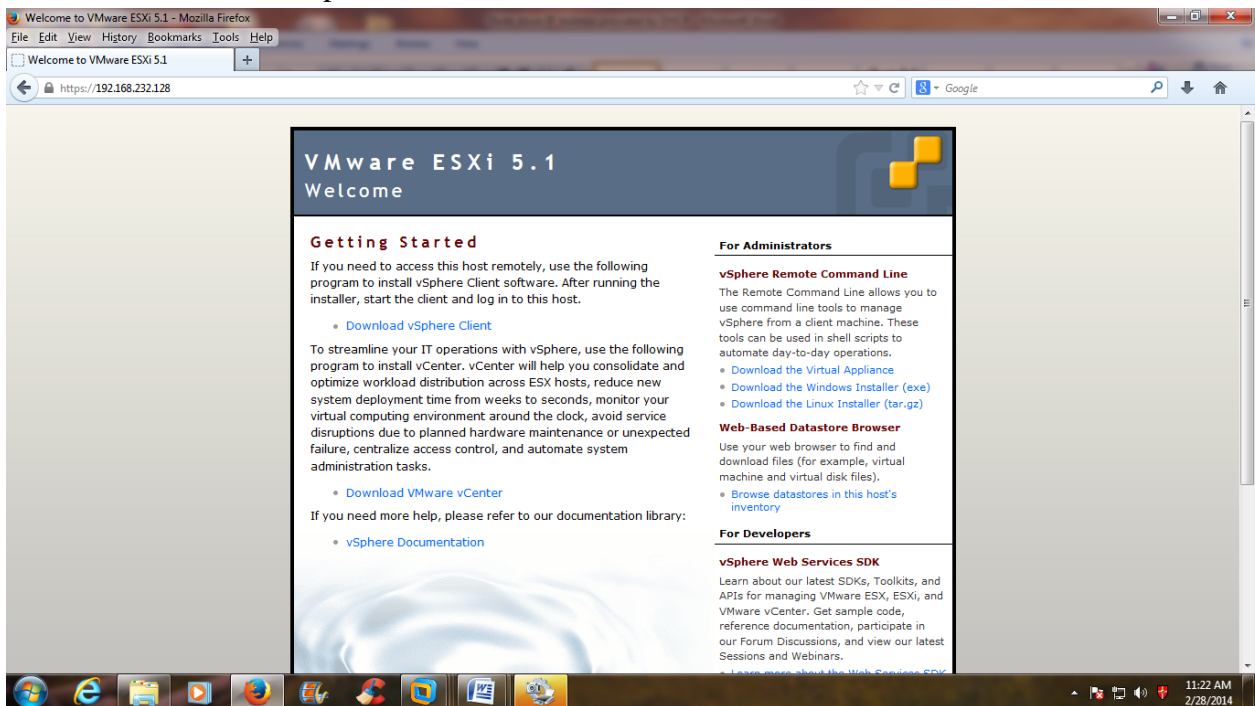 Welcome to VMware ESXi 5.1 - Mozilla Firefox
File Edit View History Bookmarks Tools Help
Welcome to VMware ESXi 5.1 +
https://192.168.232.128
Google
VMware ESXi 5.1
Welcome
Getting Started
If you need to access this host remotely, use the following
program to install vSphere Client software. After running the
installer, start the client and log in to this host.
Download vSphere Client
To streamline your IT operations with vSphere, use the following
program to install vCenter. vCenter will help you consolidate and
optimize workload distribution across ESX hosts, reduce new
system deployment time from weeks to seconds, monitor your
virtual computing environment around the clock, avoid service
disruptions due to planned hardware maintenance or unexpected
failure, centralize access control, and automate system
administration tasks.
Download VMware vCenter
If you need more help, please refer to our documentation library:
vSphere Documentation
For Administrators
vSphere Remote Command Line
The Remote Command Line allows you to
use command line tools to manage
vSphere from a client machine. These
tools can be used in shell scripts to
automate day-to-day operations.
Download the Virtual Appliance
Download the Windows Installer (exe)
Download the Linux Installer (tar.gz)
Web-Based Datastore Browser
Use your web browser to find and
download files (for example, virtual
machine and virtual disk files).
Browse datastores in this host's
inventory
For Developers
vSphere Web Services SDK
Learn about our latest SDKs, Toolkits, and
APIs for managing VMware ESX, ESXi, and
VMware vCenter. Get sample code,
reference documentation, participate in
our Forum Discussions, and view our latest
Sessions and Webinars.
Learn more about the Web Services SDK
11:22 AM
2/28/2014